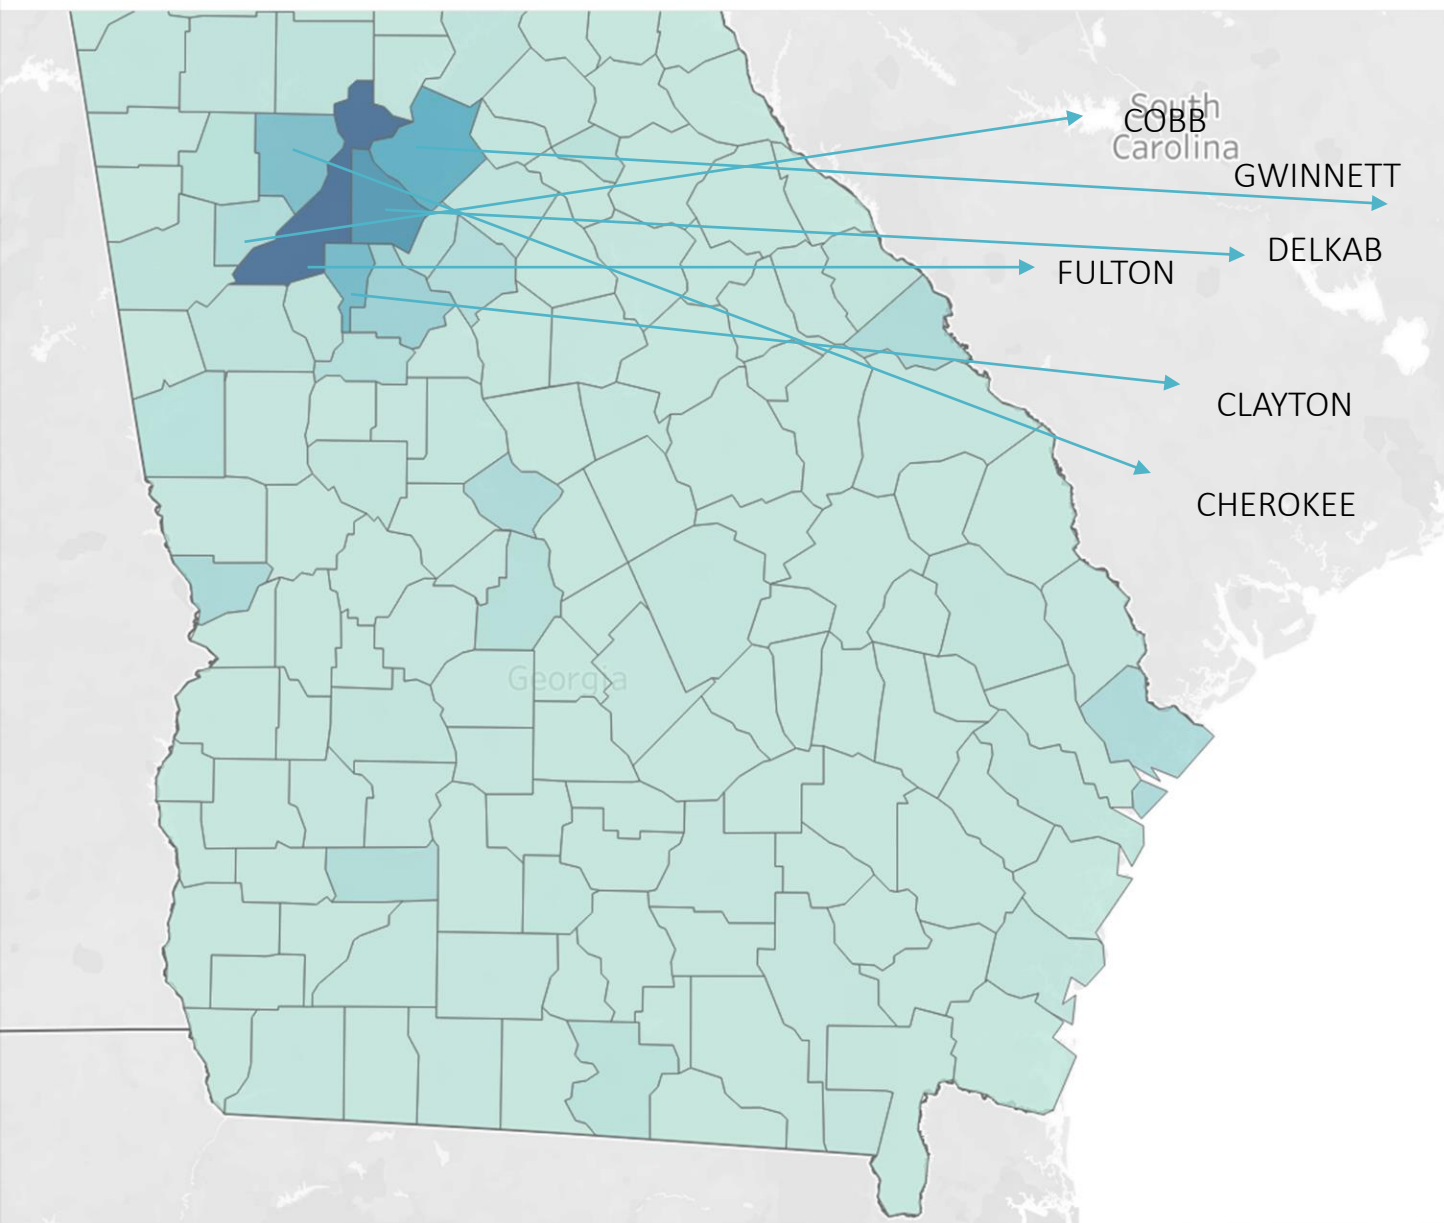 South
COBB
Carolina
GWINNETT
DELKAB
FULTON
CLAYTON
CHEROKEE
Georgia